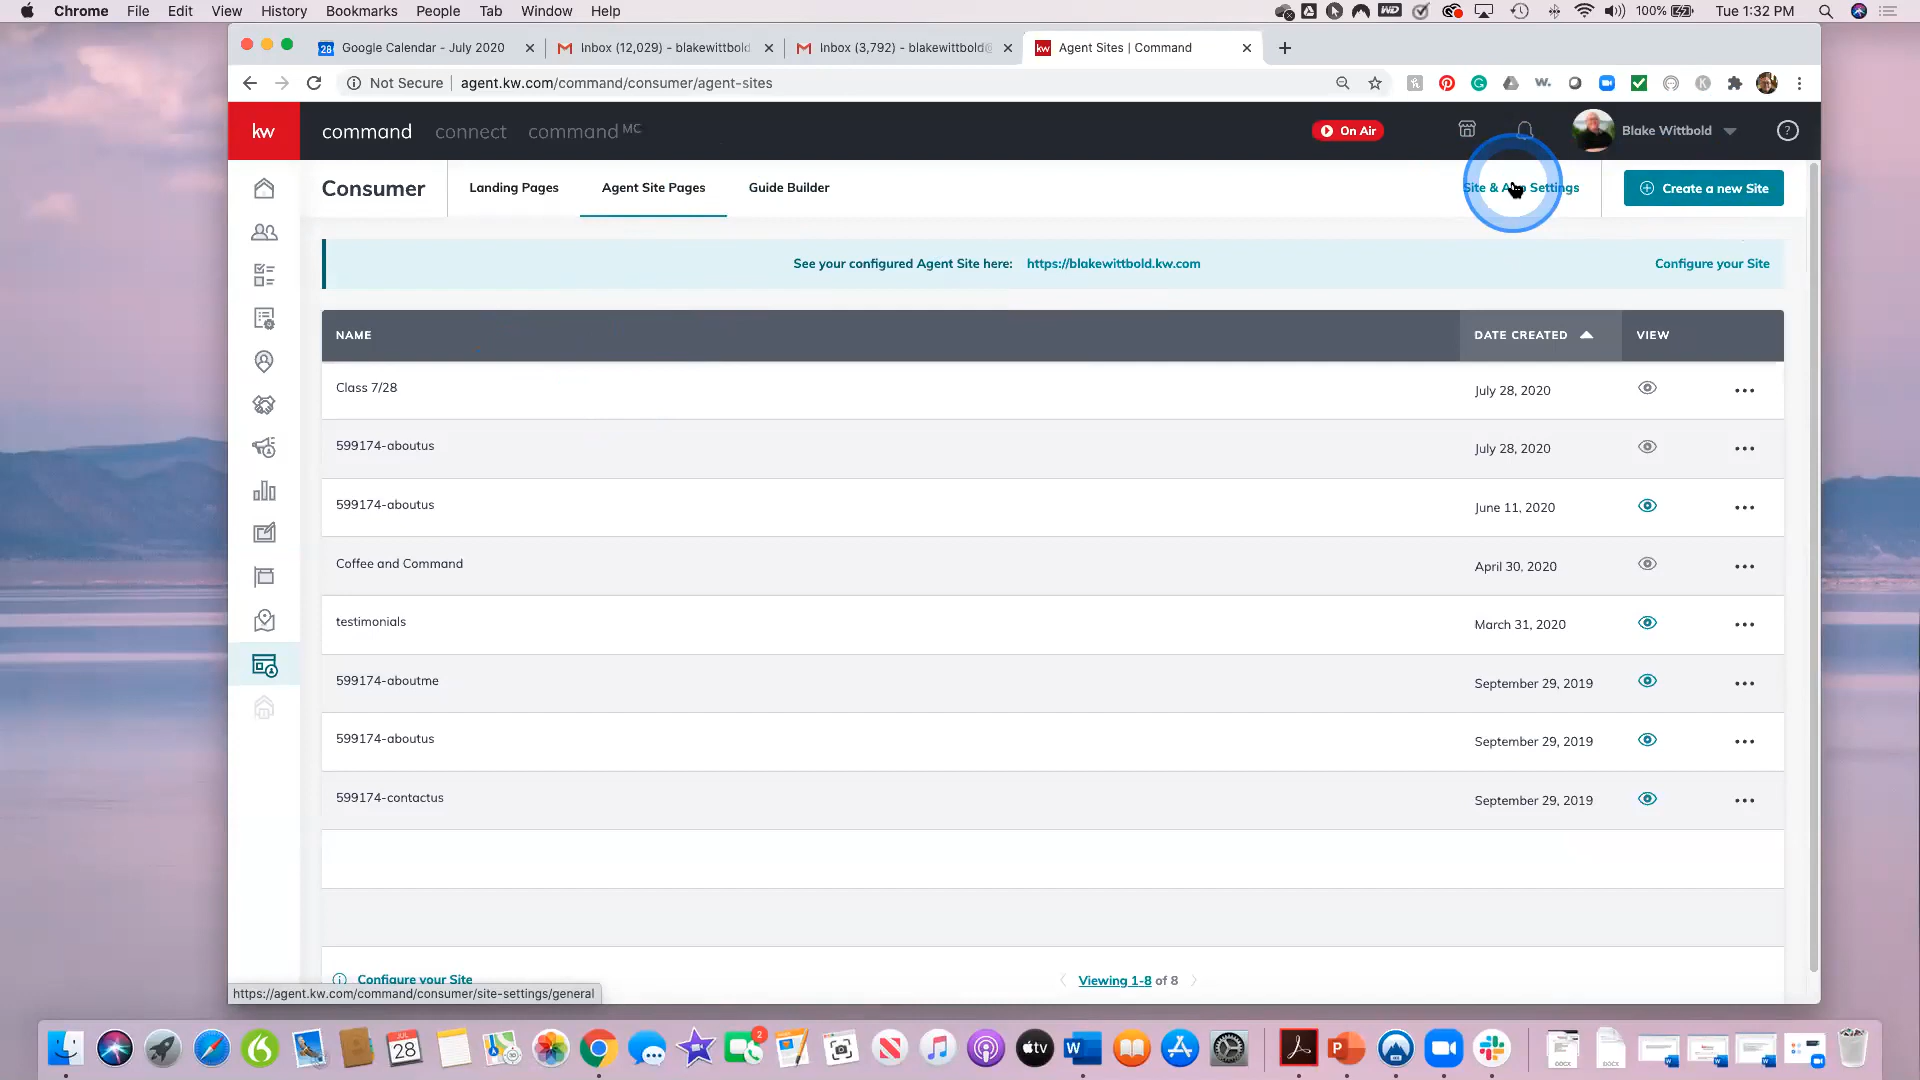 Chrome File Edit View History Bookmarks People Tab Window Help 100% Tue 1:32 PM
Google Calendar - July 2020 Inbox (12,029) - blakewittbold Inbox (3,792) - blakewittbold@ kw Agent Sites | Command
Not Secure agent.kw.com/command/consumer/agent-sites
kw command connect command MC On Air Blake Wittbold
Consumer Landing Pages Agent Site Pages Guide Builder Site & App Settings Create a new Site
See your configured Agent Site here: https://blakewittbold.kw.com Configure your Site
NAME DATE CREATED VIEW
Class 7/28 July 28, 2020
599174-aboutus July 28, 2020
599174-aboutus June 11, 2020
Coffee and Command April 30, 2020
testimonials March 31, 2020
599174-aboutme September 29, 2019
599174-aboutus September 29, 2019
599174-contactus September 29, 2019
Configure your Site Viewing 1-8 of 8
https://agent.kw.com/command/consumer/site-settings/general
JUL 28 2 tv W P